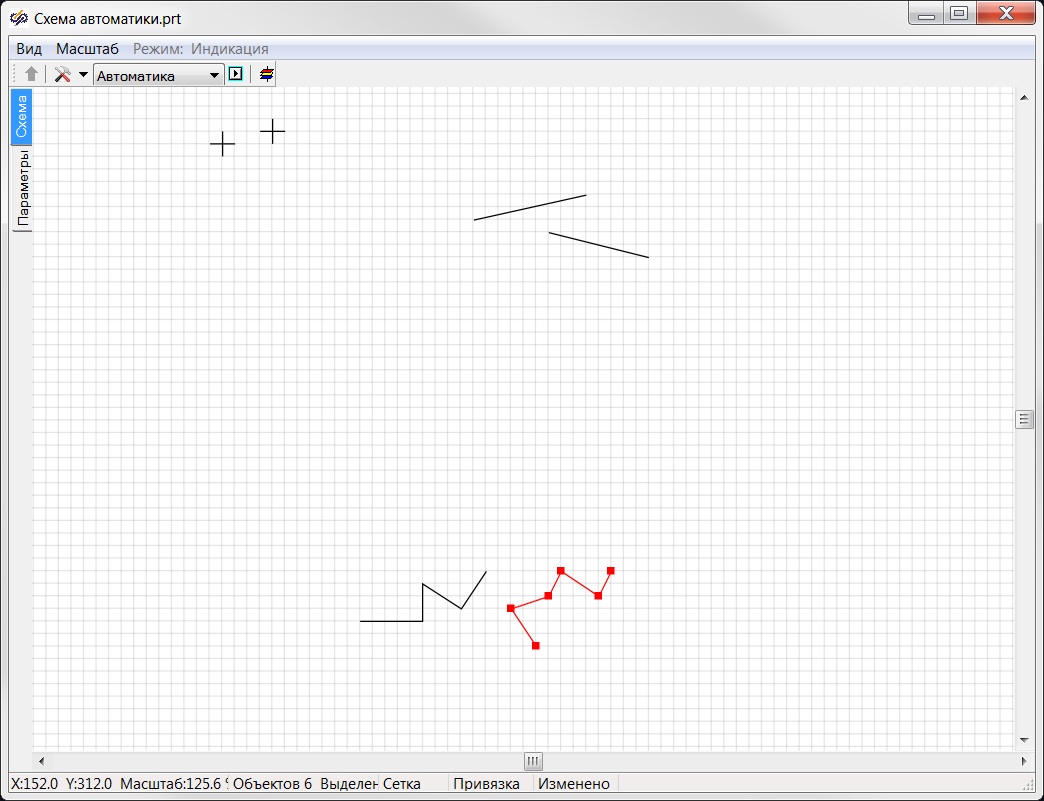 Схема автоматики.prt
Вид Масштаб Режим: Индикация
Автоматика
Схема
Параметры
X:152.0 Y:312.0 Масштаб:125.6 % Объектов 6 Выделен Сетка Привязка Изменено